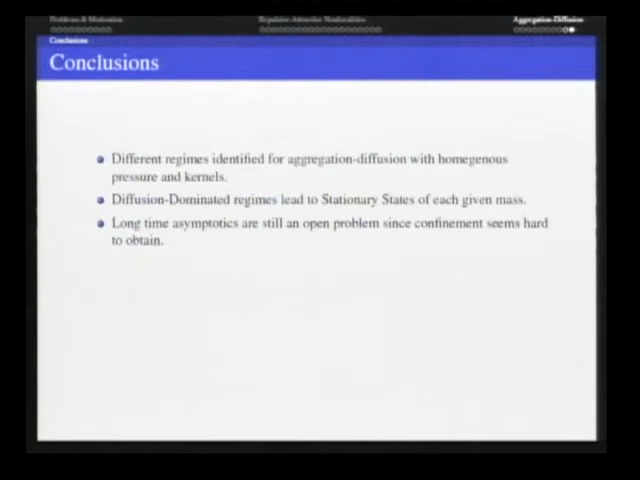 Problems & Motivation
Repulsive-Attractive Nonlocalities
Aggregation-Diffusion
Conclusions
Conclusions
Different regimes identified for aggregation-diffusion with homogenous
pressure and kernels.
Diffusion-Dominated regimes lead to Stationary States of each given mass.
Long time asymptotics are still an open problem since confinement seems hard
to obtain.